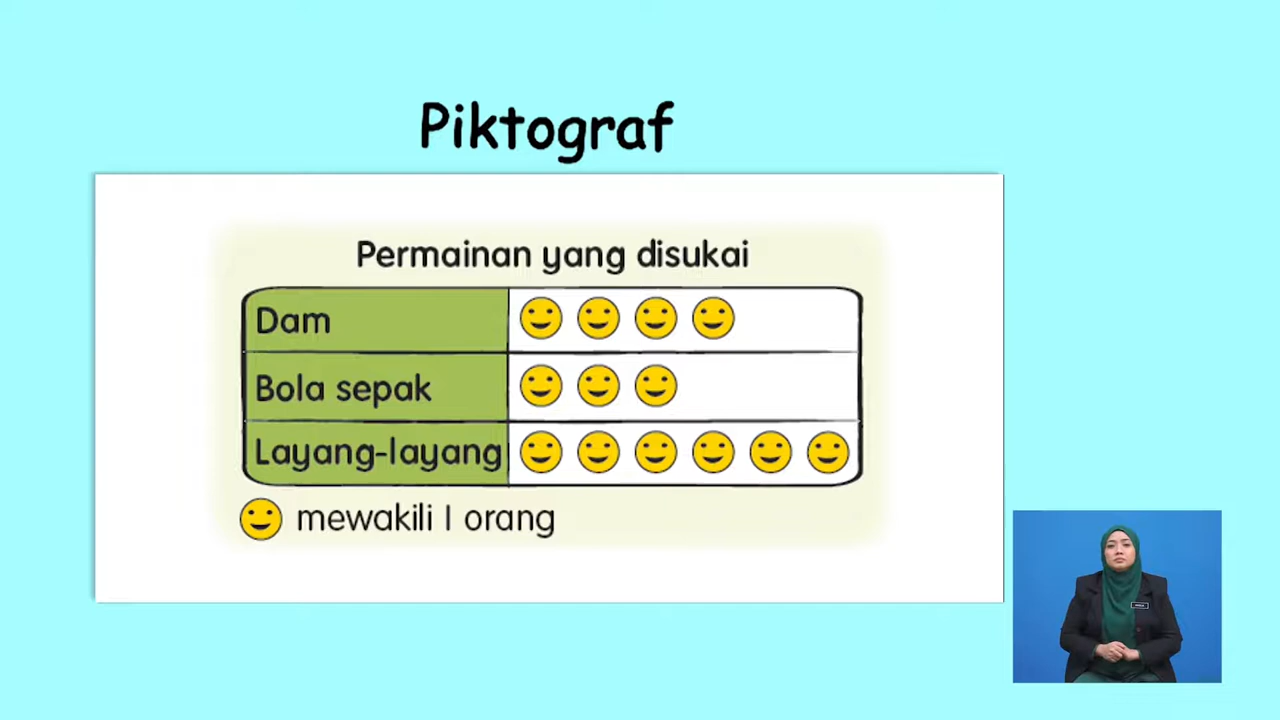 Piktograf
Permainan yang disukai
Dam
Bola sepak
Layang-layang
mewakili 1 orang